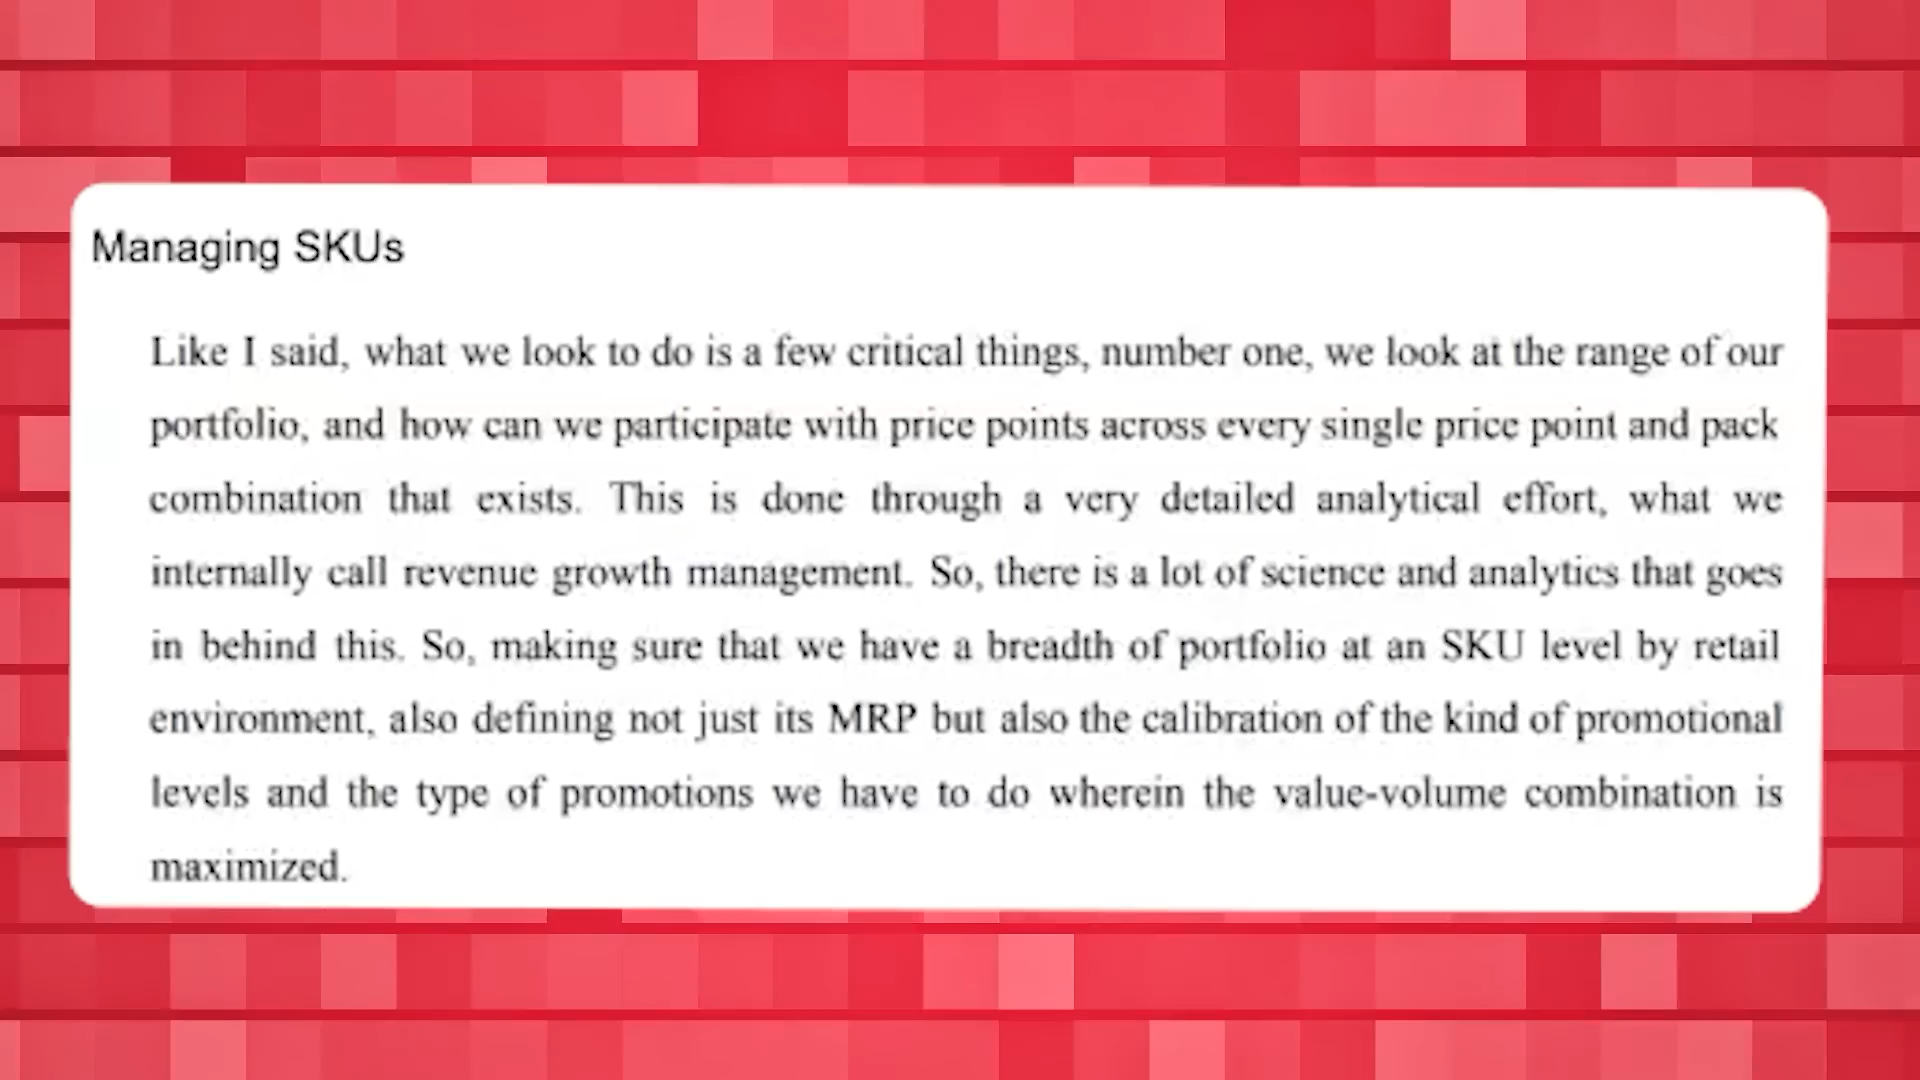 Managing SKUs
Like I said, what we look to do is a few critical things, number one, we look at the range of our
portfolio, and how can we participate with price points across every single price point and pack
combination that exists. This is done through a very detailed analytical effort, what we
internally call revenue growth management. So, there is a lot of science and analytics that goes
in behind this. So, making sure that we have a breadth of portfolio at an SKU level by retail
environment, also defining not just its MRP but also the calibration of the kind of promotional
levels and the type of promotions we have to do wherein the value-volume combination is
maximized.